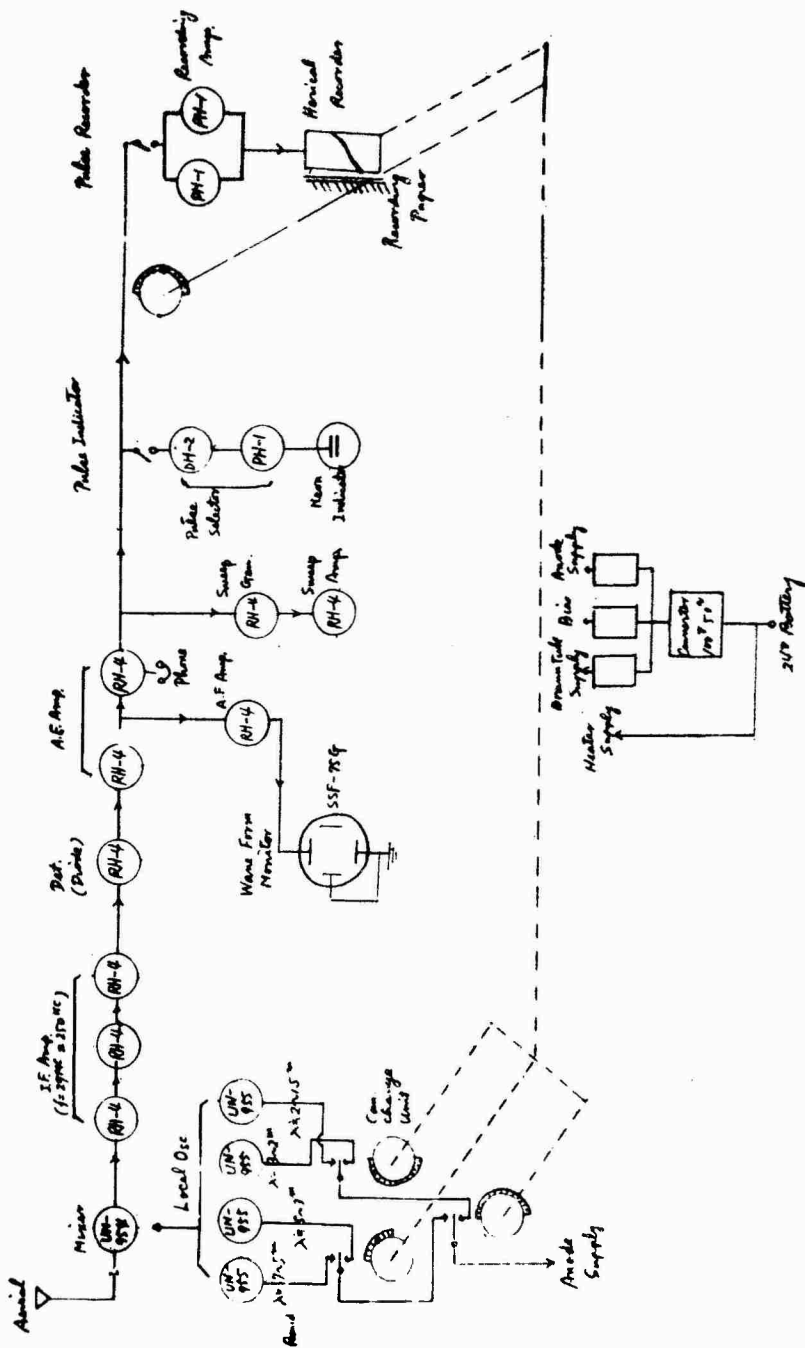 Aerial
Mixer
I.F. Amp.
Det.
(Diode)
A.F. Amp.
Pulse Indicator
Pulse Recorder
Recording
Amp.
RH-4
RH-4
RH-4
RH-4
RH-4
RH-4
Phone
PH-1
PH-1
A.F Amp.
RH-4
Sweep
Gen.
RH-4
Sweep
Amp.
RH-4
Pulse
Selector
DH-2
PH-1
Neon
Indicator
Recorder
Recording
Paper
Wave Form
Monitor
SSF-75G
Local Osc
UN-
955
UN-
955
UN-
955
UN-
955
Cam
change
Unit
Anode
Supply
Heater
Supply
Supply
Bias
Anode
Supply
24V Battery